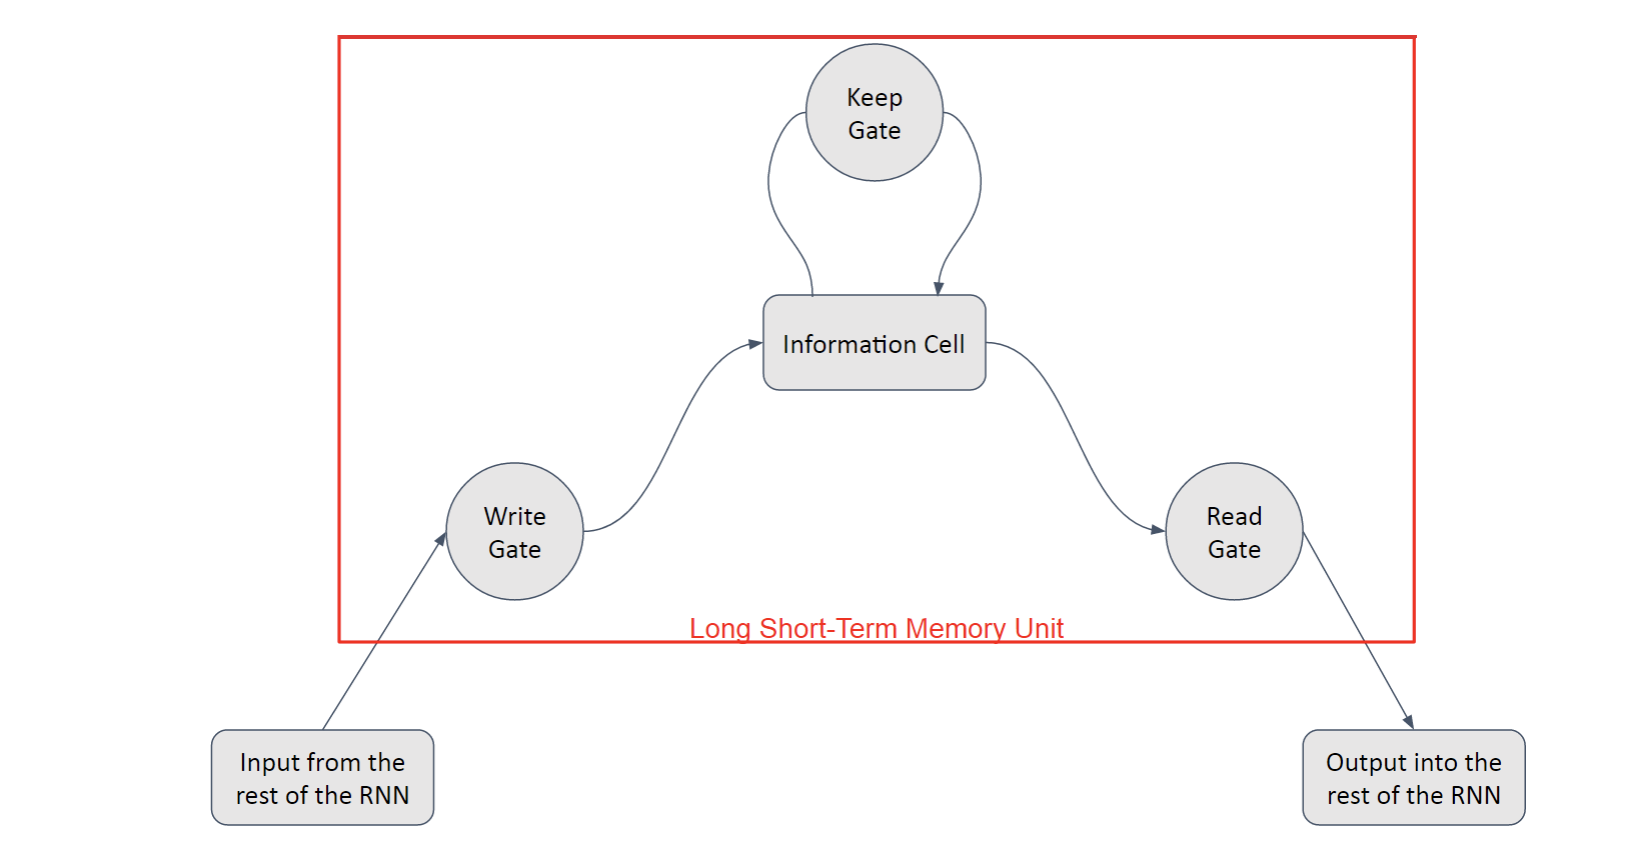 Keep
Gate
Information Cell
Write
Gate
Read
Gate
Long Short-Term Memory Unit
Input from the
rest of the RNN
Output into the
rest of the RNN